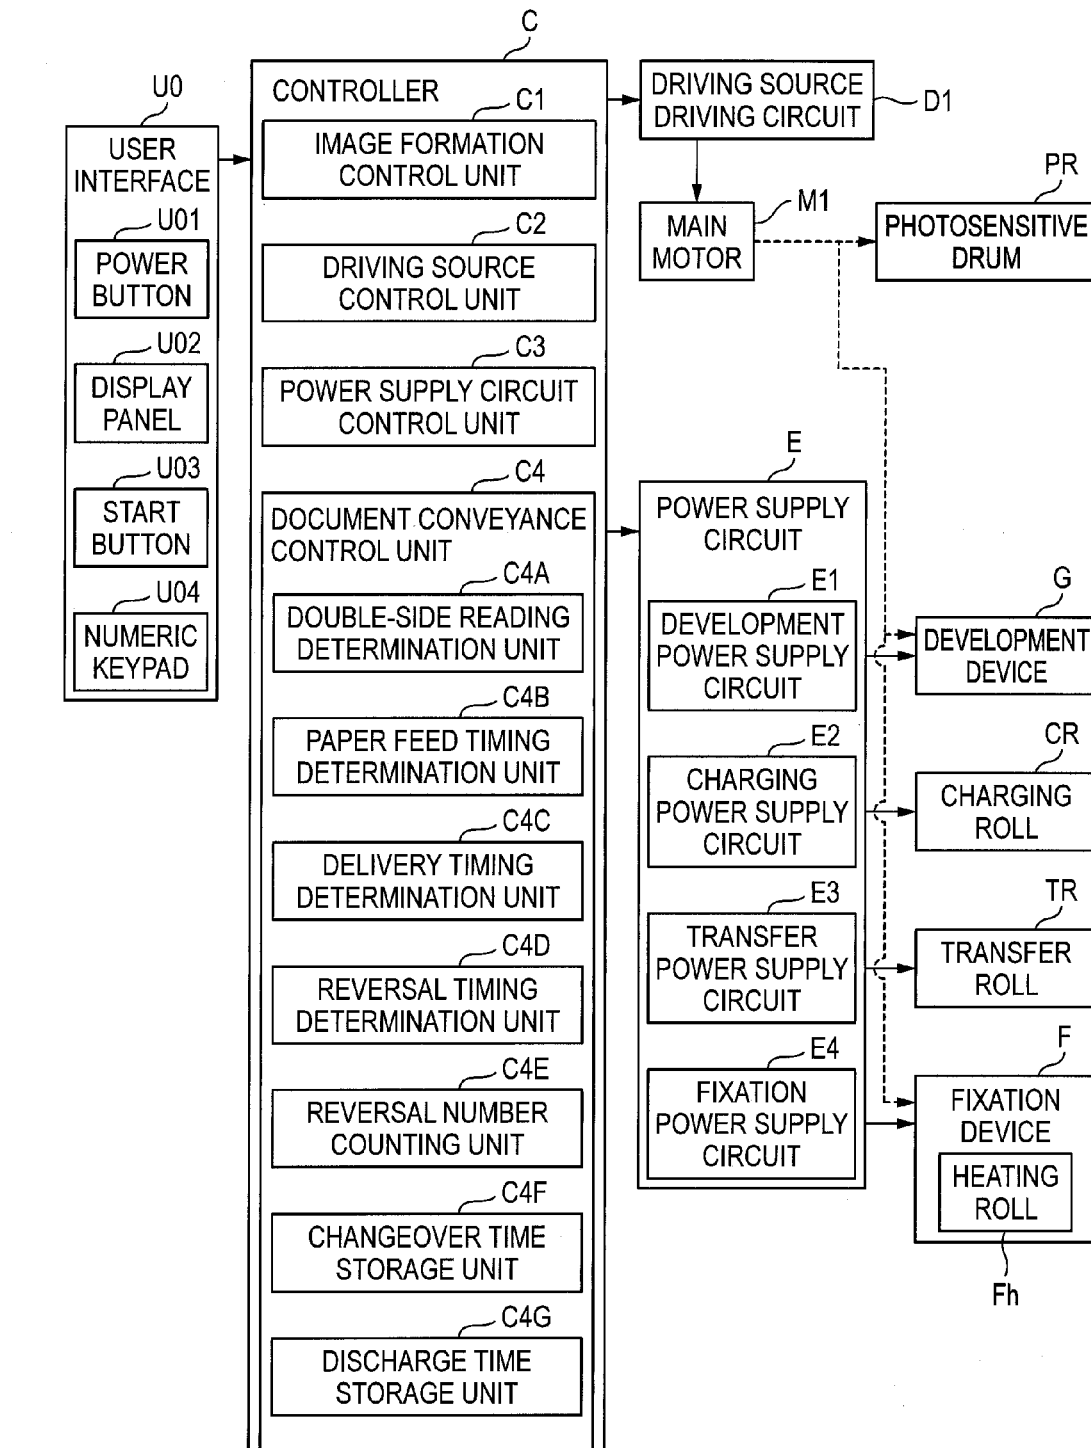 C
CONTROLLER
C1
IMAGE FORMATION
CONTROL UNIT
C2
DRIVING SOURCE
CONTROL UNIT
C3
POWER SUPPLY CIRCUIT
CONTROL UNIT
C4
DOCUMENT CONVEYANCE
CONTROL UNIT
C4A
DOUBLE-SIDE READING
DETERMINATION UNIT
C4B
PAPER FEED TIMING
DETERMINATION UNIT
C4C
DELIVERY TIMING
DETERMINATION UNIT
C4D
REVERSAL TIMING
DETERMINATION UNIT
C4E
REVERSAL NUMBER
COUNTING UNIT
C4F
CHANGEOVER TIME
STORAGE UNIT
C4G
DISCHARGE TIME
STORAGE UNIT
U0
USER
INTERFACE
U01
POWER
BUTTON
U02
DISPLAY
PANEL
U03
START
BUTTON
U04
NUMERIC
KEYPAD
DRIVING SOURCE
DRIVING CIRCUIT
D1
M1
MAIN
MOTOR
PR
PHOTOSENSITIVE
DRUM
E
POWER SUPPLY
CIRCUIT
E1
DEVELOPMENT
POWER SUPPLY
CIRCUIT
E2
CHARGING
POWER SUPPLY
CIRCUIT
E3
TRANSFER
POWER SUPPLY
CIRCUIT
E4
FIXATION
POWER SUPPLY
CIRCUIT
G
DEVELOPMENT
DEVICE
CR
CHARGING
ROLL
TR
TRANSFER
ROLL
F
FIXATION
DEVICE
HEATING
ROLL
Fh